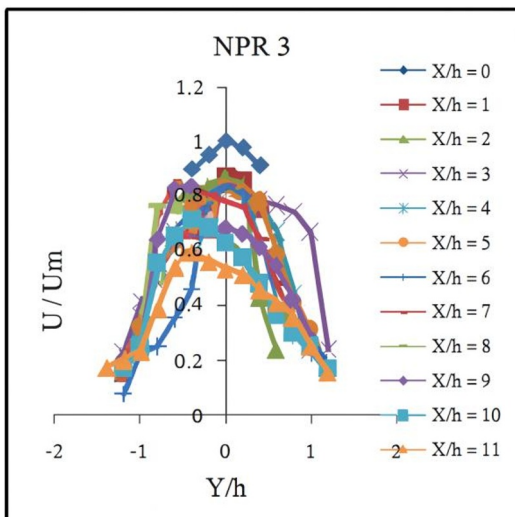 NPR 3
1.2
1
0.8
0.6
0.4
0.2
0
-2
-1
0
1
2
U / Um
Y/h
X/h = 0
X/h = 1
X/h = 2
X/h = 3
X/h = 4
X/h = 5
X/h = 6
X/h = 7
X/h = 8
X/h = 9
X/h = 10
X/h = 11